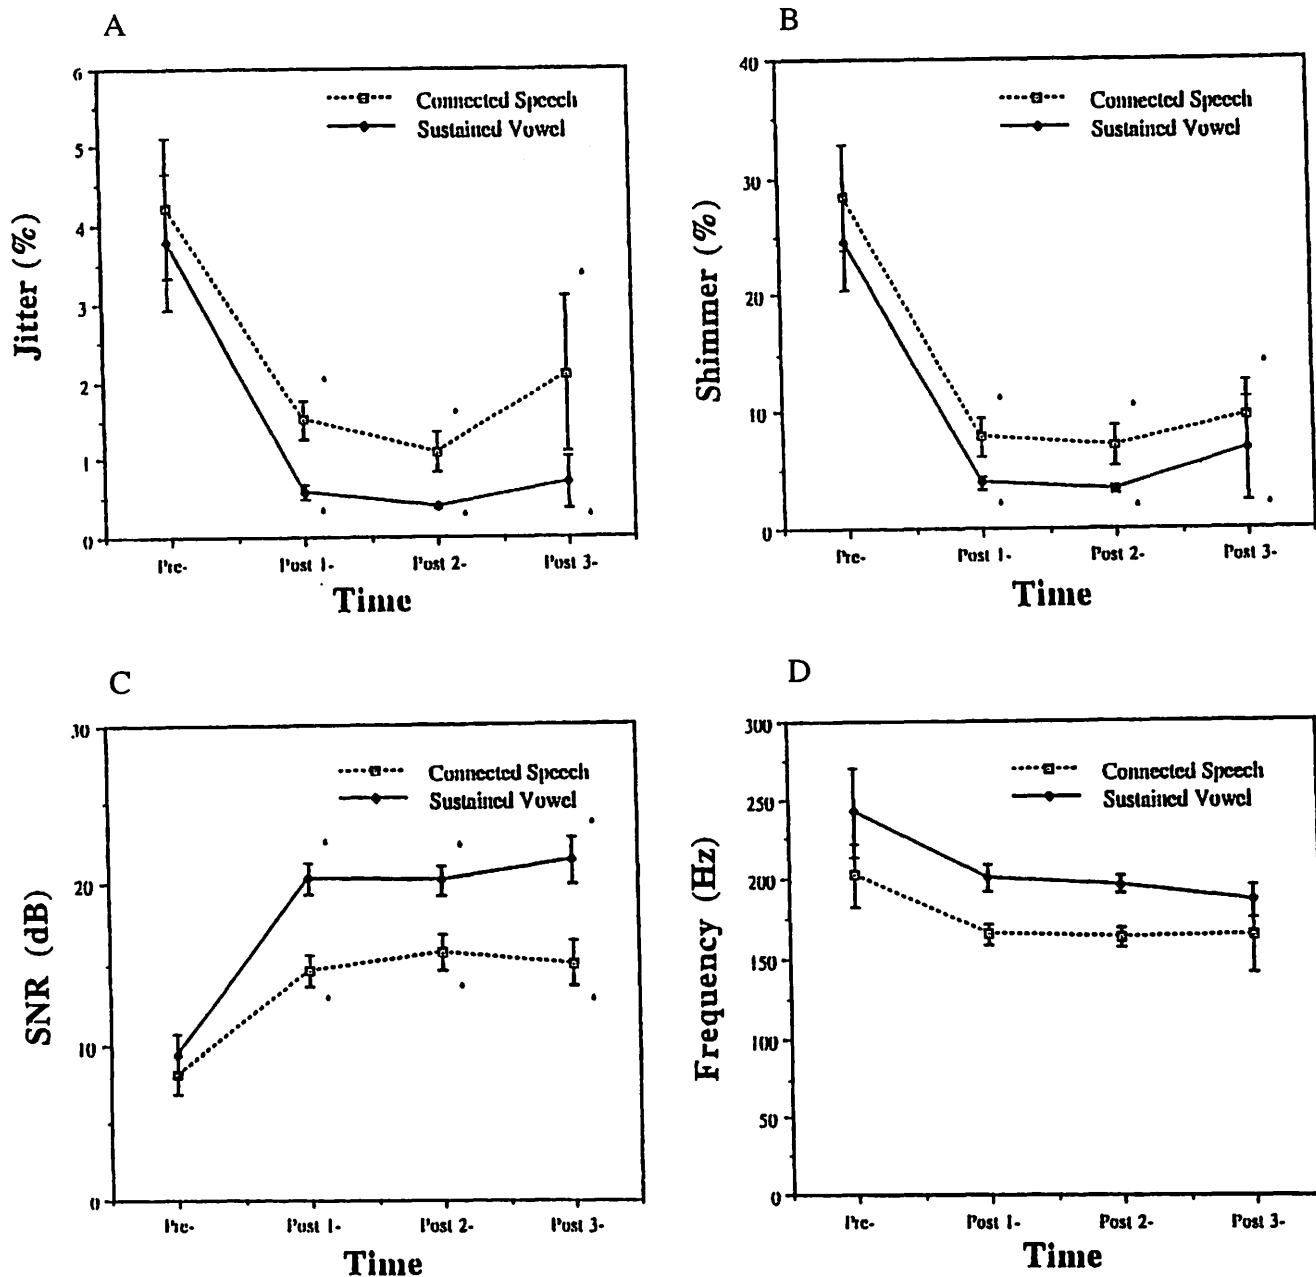 A
6
5
4
3
2
1
0
Jitter (%)
Connected Speech
Sustained Vowel
Pre-
Post 1-
Post 2-
Post 3-
Time
B
40
30
20
10
0
Shimmer (%)
Connected Speech
Sustained Vowel
Pre-
Post 1-
Post 2-
Post 3-
Time
C
30
20
10
0
SNR (dB)
Connected Speech
Sustained Vowel
Pre-
Post 1-
Post 2-
Post 3-
Time
D
300
250
200
150
100
50
0
Frequency (Hz)
Connected Speech
Sustained Vowel
Pre-
Post 1-
Post 2-
Post 3-
Time